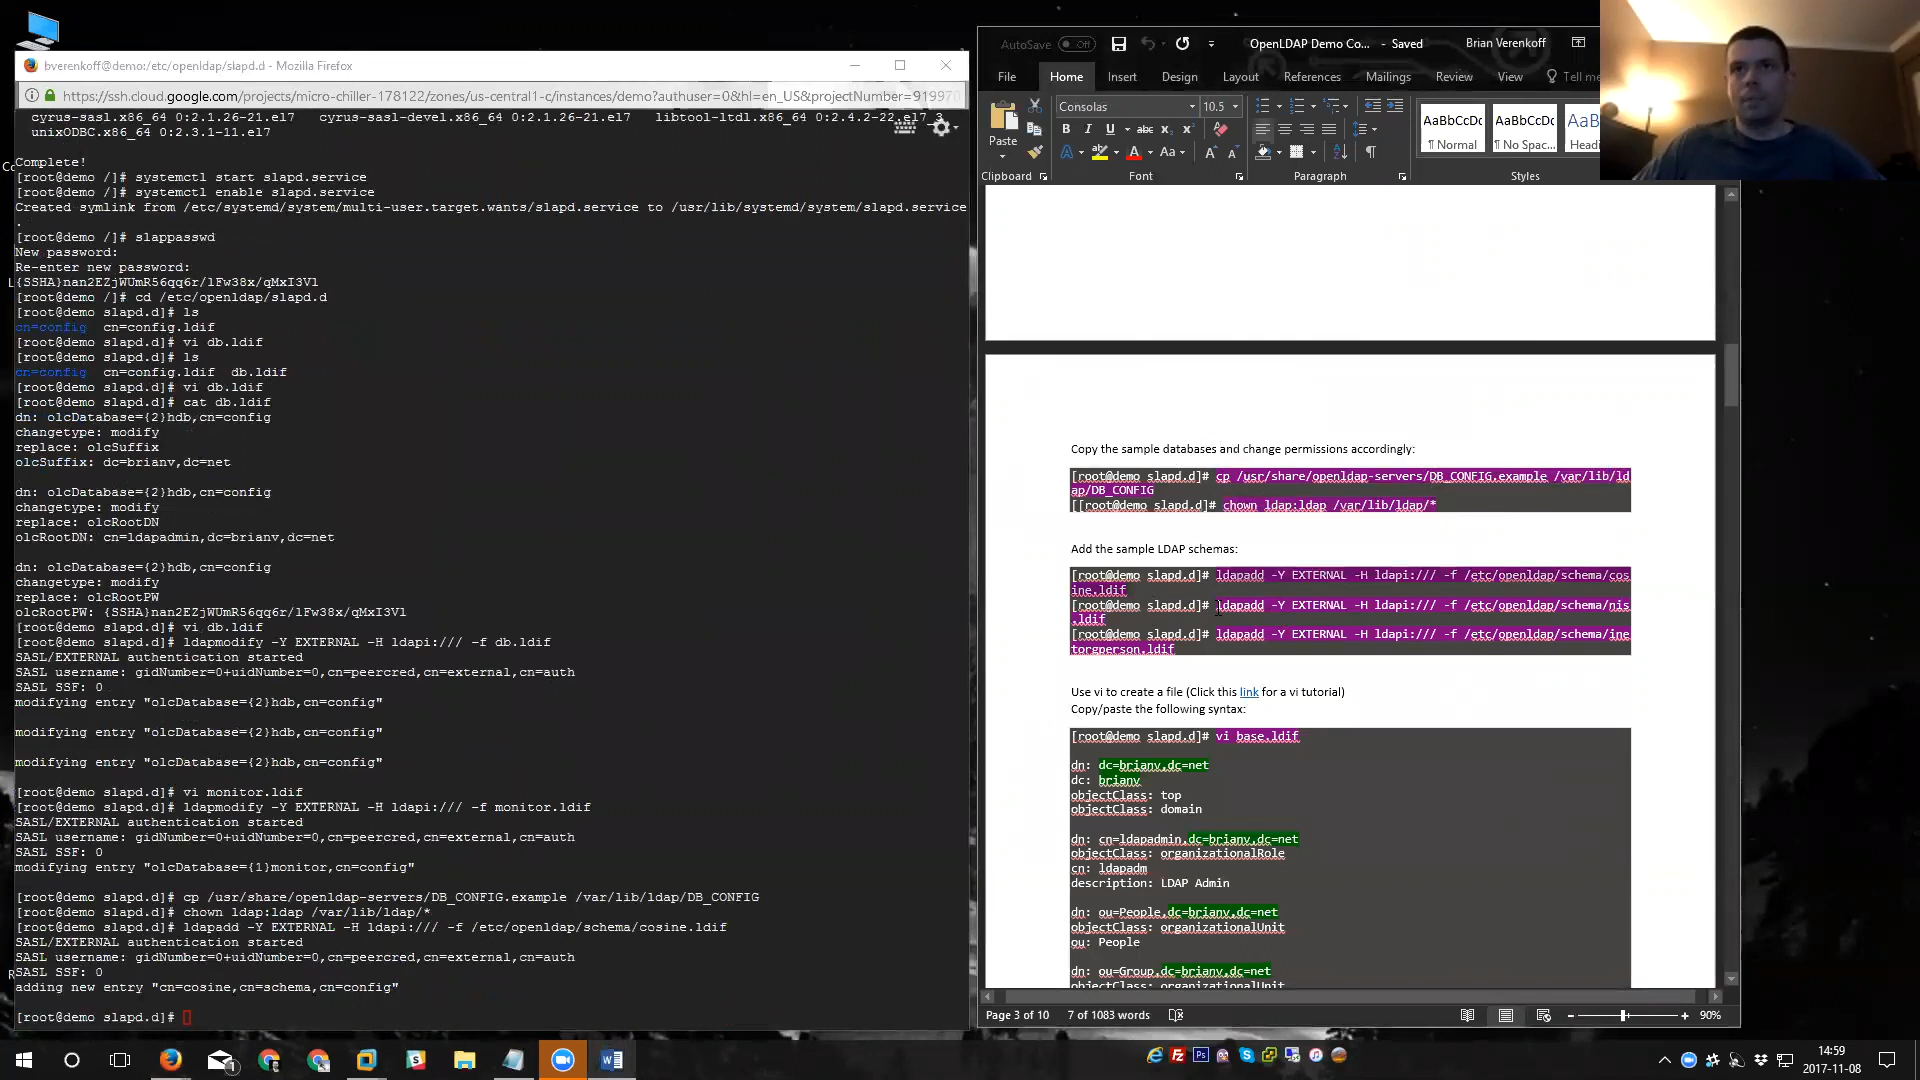 bverenkoff@demo:/etc/openldap/slapd.d - Mozilla Firefox
https://ssh.cloud.google.com/projects/micro-chiller-178122/zones/us-central1-c/instances/demo?authuser=0&hl=en_US&projectNumber=919970
cyrus-sasl.x86_64 0:2.1.26-21.el7   cyrus-sasl-devel.x86_64 0:2.1.26-21.el7   libtool-ltdl.x86_64 0:2.4.2-22.el7_3
unixODBC.x86_64 0:2.3.1-11.el7
Complete!
[root@demo /]# systemctl start slapd.service
[root@demo /]# systemctl enable slapd.service
Created symlink from /etc/systemd/system/multi-user.target.wants/slapd.service to /usr/lib/systemd/system/slapd.service
.
[root@demo /]# slappasswd
New password:
Re-enter new password:
{SSHA}nan2EZjWUmR56qq6r/lFw38x/qMxI3Vl
[root@demo /]# cd /etc/openldap/slapd.d
[root@demo slapd.d]# ls
cn=config  cn=config.ldif
[root@demo slapd.d]# vi db.ldif
[root@demo slapd.d]# ls
cn=config  cn=config.ldif  db.ldif
[root@demo slapd.d]# vi db.ldif
[root@demo slapd.d]# cat db.ldif
dn: olcDatabase={2}hdb,cn=config
changetype: modify
replace: olcSuffix
olcSuffix: dc=brianv,dc=net
dn: olcDatabase={2}hdb,cn=config
changetype: modify
replace: olcRootDN
olcRootDN: cn=ldapadmin,dc=brianv,dc=net
dn: olcDatabase={2}hdb,cn=config
changetype: modify
replace: olcRootPW
olcRootPW: {SSHA}nan2EZjWUmR56qq6r/lFw38x/qMxI3Vl
[root@demo slapd.d]# vi db.ldif
[root@demo slapd.d]# ldapmodify -Y EXTERNAL -H ldapi:/// -f db.ldif
SASL/EXTERNAL authentication started
SASL username: gidNumber=0+uidNumber=0,cn=peercred,cn=external,cn=auth
SASL SSF: 0
modifying entry "olcDatabase={2}hdb,cn=config"
modifying entry "olcDatabase={2}hdb,cn=config"
modifying entry "olcDatabase={2}hdb,cn=config"
[root@demo slapd.d]# vi monitor.ldif
[root@demo slapd.d]# ldapmodify -Y EXTERNAL -H ldapi:/// -f monitor.ldif
SASL/EXTERNAL authentication started
SASL username: gidNumber=0+uidNumber=0,cn=peercred,cn=external,cn=auth
SASL SSF: 0
modifying entry "olcDatabase={1}monitor,cn=config"
[root@demo slapd.d]# cp /usr/share/openldap-servers/DB_CONFIG.example /var/lib/ldap/DB_CONFIG
[root@demo slapd.d]# chown ldap:ldap /var/lib/ldap/*
[root@demo slapd.d]# ldapadd -Y EXTERNAL -H ldapi:/// -f /etc/openldap/schema/cosine.ldif
SASL/EXTERNAL authentication started
SASL username: gidNumber=0+uidNumber=0,cn=peercred,cn=external,cn=auth
SASL SSF: 0
adding new entry "cn=cosine,cn=schema,cn=config"
[root@demo slapd.d]#
AutoSave Off OpenLDAP Demo Co... - Saved Brian Verenkoff
File Home Insert Design Layout References Mailings Review View Tell me
Paste
Consolas 10.5
B I U abc x2 x2
A A Aa A A
AaBbCcDc AaBbCcDc AaBb
¶ Normal ¶ No Spac... Headi
Clipboard Font Paragraph Styles
Copy the sample databases and change permissions accordingly:
[root@demo slapd.d]# cp /usr/share/openldap-servers/DB_CONFIG.example /var/lib/ld
ap/DB_CONFIG
[[root@demo slapd.d]# chown ldap:ldap /var/lib/ldap/*
Add the sample LDAP schemas:
[root@demo slapd.d]# ldapadd -Y EXTERNAL -H ldapi:/// -f /etc/openldap/schema/cos
ine.ldif
[root@demo slapd.d]# ldapadd -Y EXTERNAL -H ldapi:/// -f /etc/openldap/schema/nis
.ldif
[root@demo slapd.d]# ldapadd -Y EXTERNAL -H ldapi:/// -f /etc/openldap/schema/ine
torgperson.ldif
Use vi to create a file (Click this link for a vi tutorial)
Copy/paste the following syntax:
[root@demo slapd.d]# vi base.ldif
dn: dc=brianv,dc=net
dc: brianv
objectClass: top
objectClass: domain
dn: cn=ldapadmin,dc=brianv,dc=net
objectClass: organizationalRole
cn: ldapadm
description: LDAP Admin
dn: ou=People,dc=brianv,dc=net
objectClass: organizationalUnit
ou: People
dn: ou=Group,dc=brianv,dc=net
objectClass: organizationalUnit
Page 3 of 10 7 of 1083 words 90%
14:59
2017-11-08